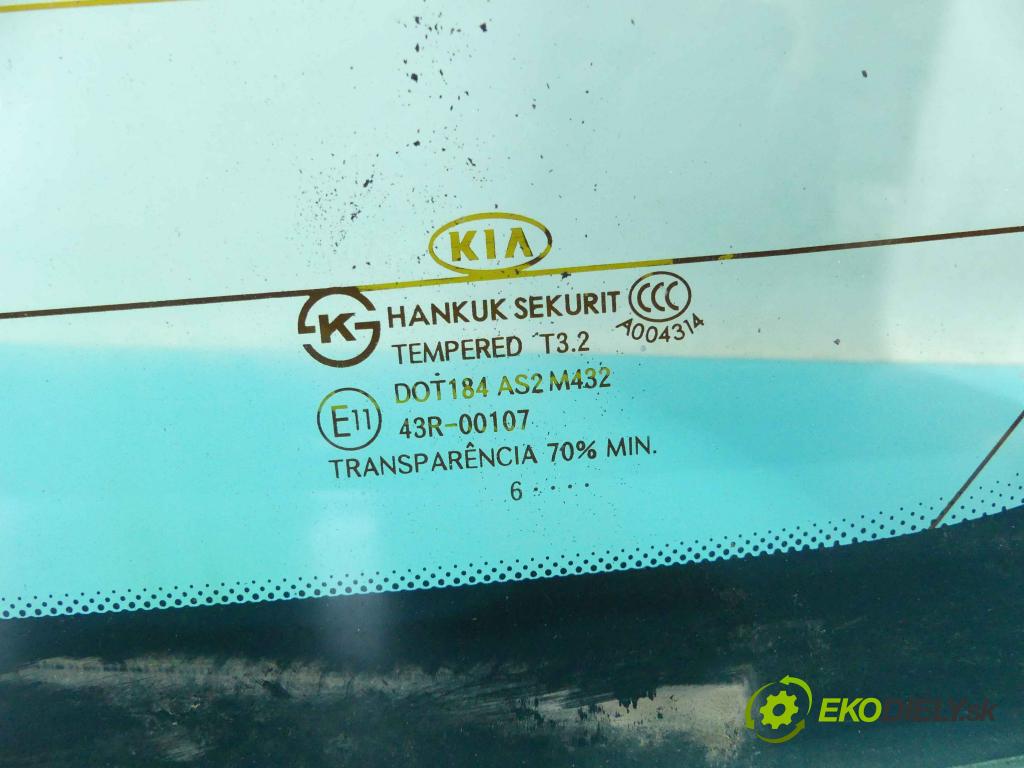 KIA
K HANKUK SEKURIT CCC
A004314
TEMPERED T3.2
DOT184 AS2 M432
E11 43R-00107
TRANSPARÊNCIA 70% MIN.
6 ....
EKODIELY.sk